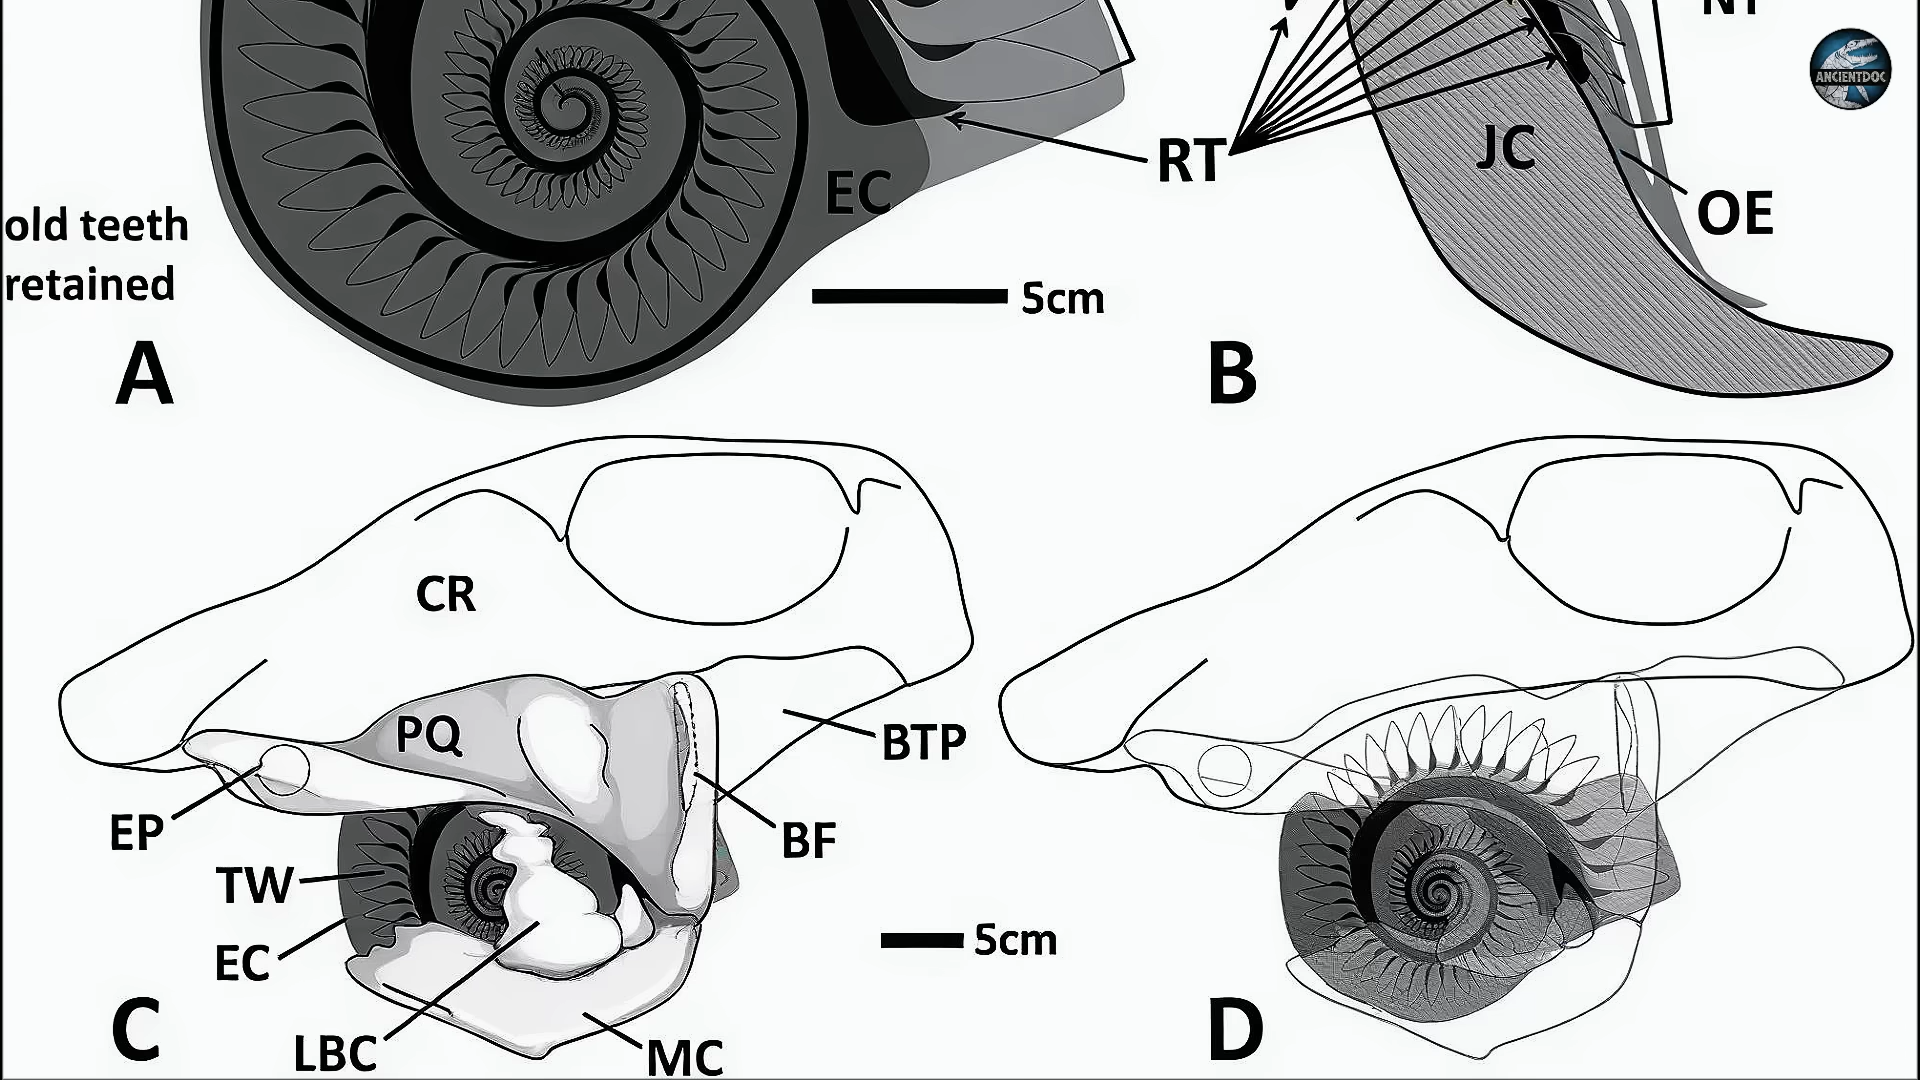 NT
ANCIENTDOC
RT
JC
EC
OE
old teeth
retained
5cm
A
B
CR
PQ
BTP
EP
BF
TW
EC
5cm
LBC
MC
C
D